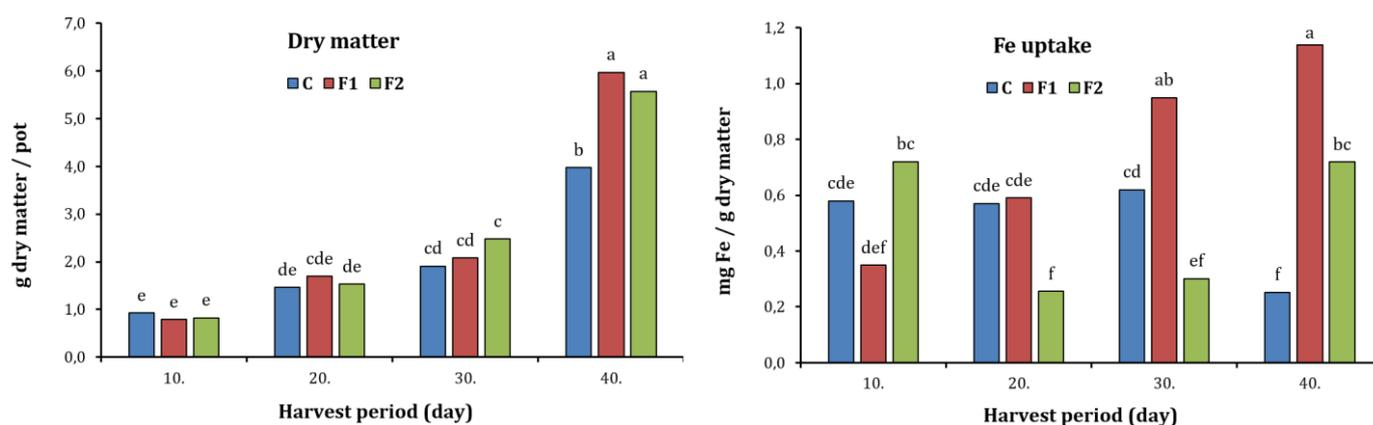 Dry matter
C F1 F2
g dry matter / pot
7,0
6,0
5,0
4,0
3,0
2,0
1,0
0,0
e e e
de cde de
cd cd c
b a a
10. 20. 30. 40.
Harvest period (day)
Fe uptake
C F1 F2
mg Fe / g dry matter
1,2
1,0
0,8
0,6
0,4
0,2
0,0
cde def bc
cde cde f
cd ab ef
f a bc
10. 20. 30. 40.
Harvest period (day)